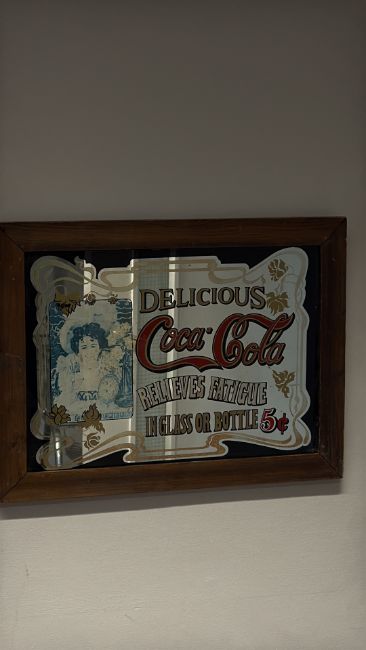 DELICIOUS
Coca-Cola
RELIEVES FATIGUE
IN GLASS OR BOTTLE 5¢